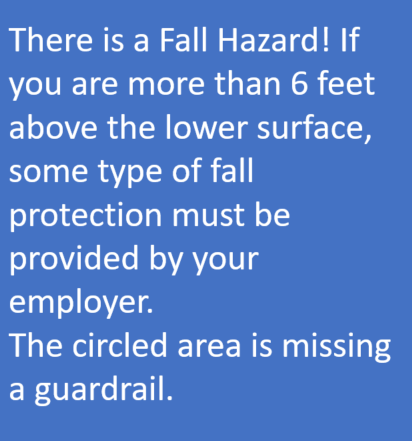 There is a Fall Hazard! If
you are more than 6 feet
above the lower surface,
some type of fall
protection must be
provided by your
employer.
The circled area is missing
a guardrail.